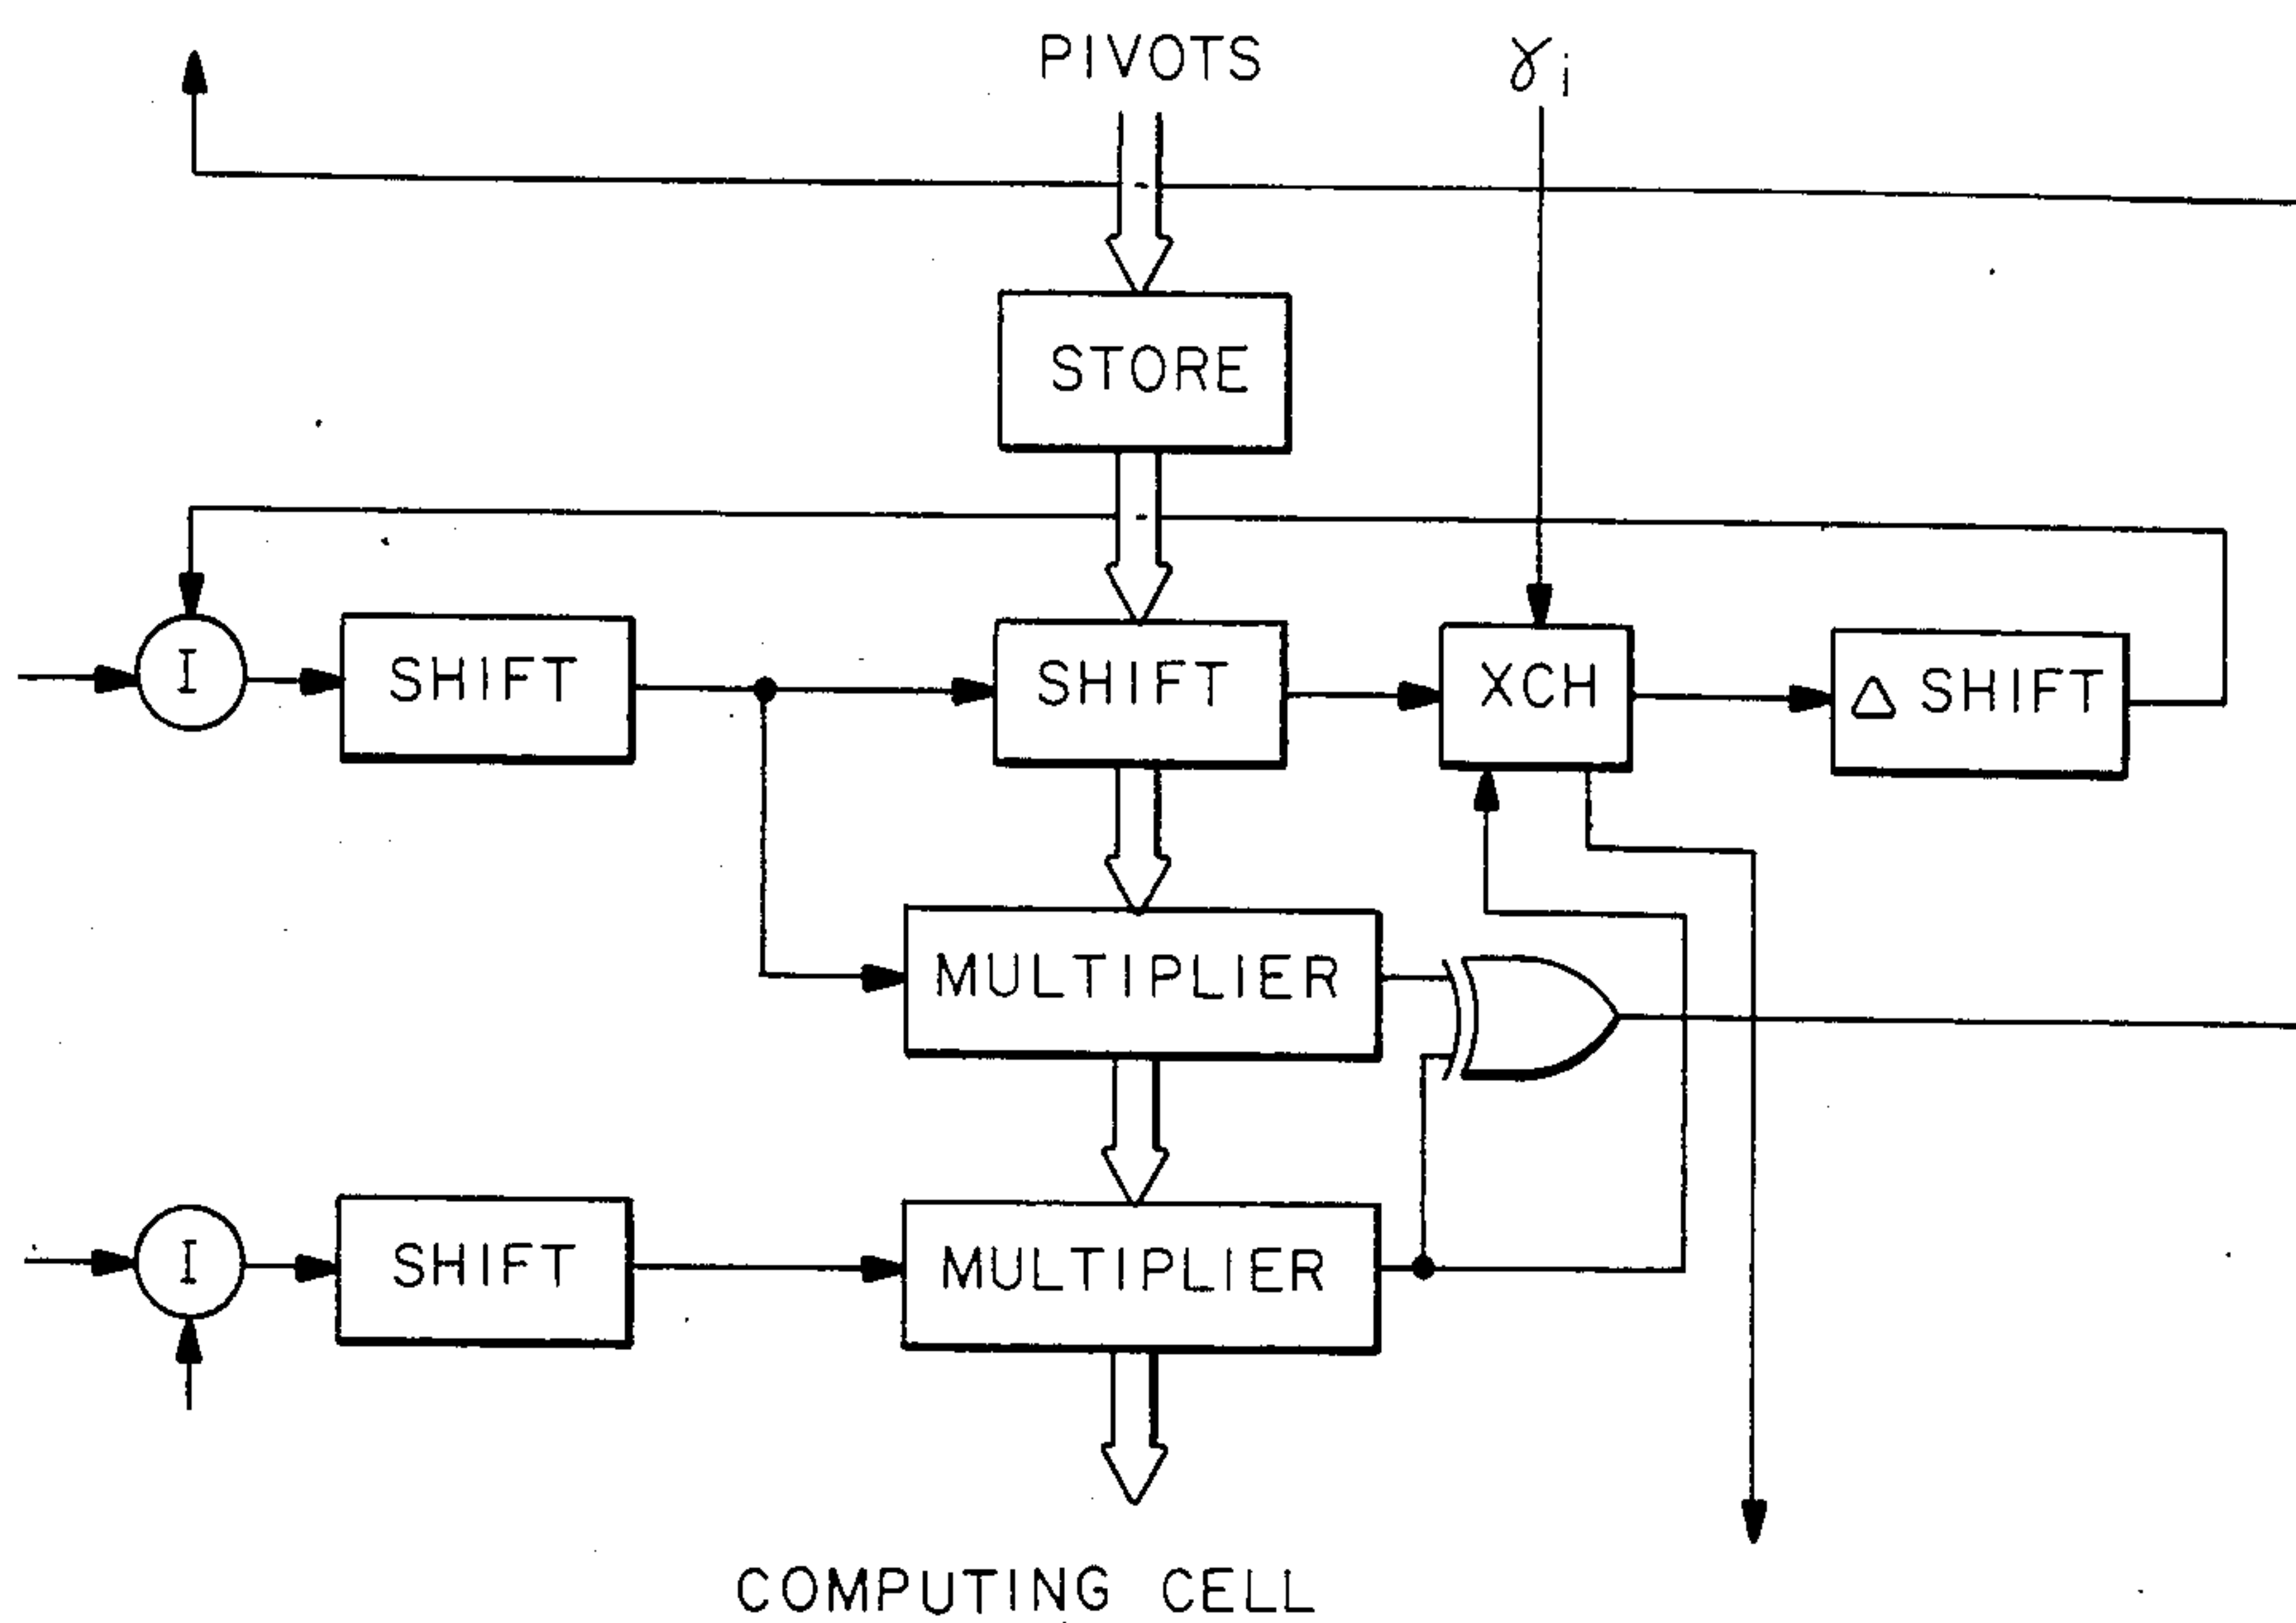 PIVOTS
γi
STORE
I
SHIFT
SHIFT
XCH
Δ SHIFT
MULTIPLIER
I
SHIFT
MULTIPLIER
COMPUTING CELL